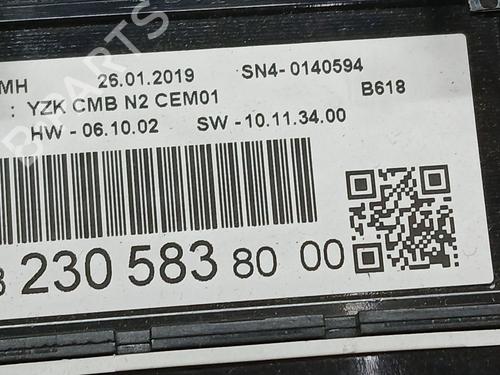 MH 26.01.2019 SN4- 0140594
: YZK CMB N2 CEM01 B618
HW - 06.10.02 SW - 10.11.34.00
230 583 80 00
B-PARTS